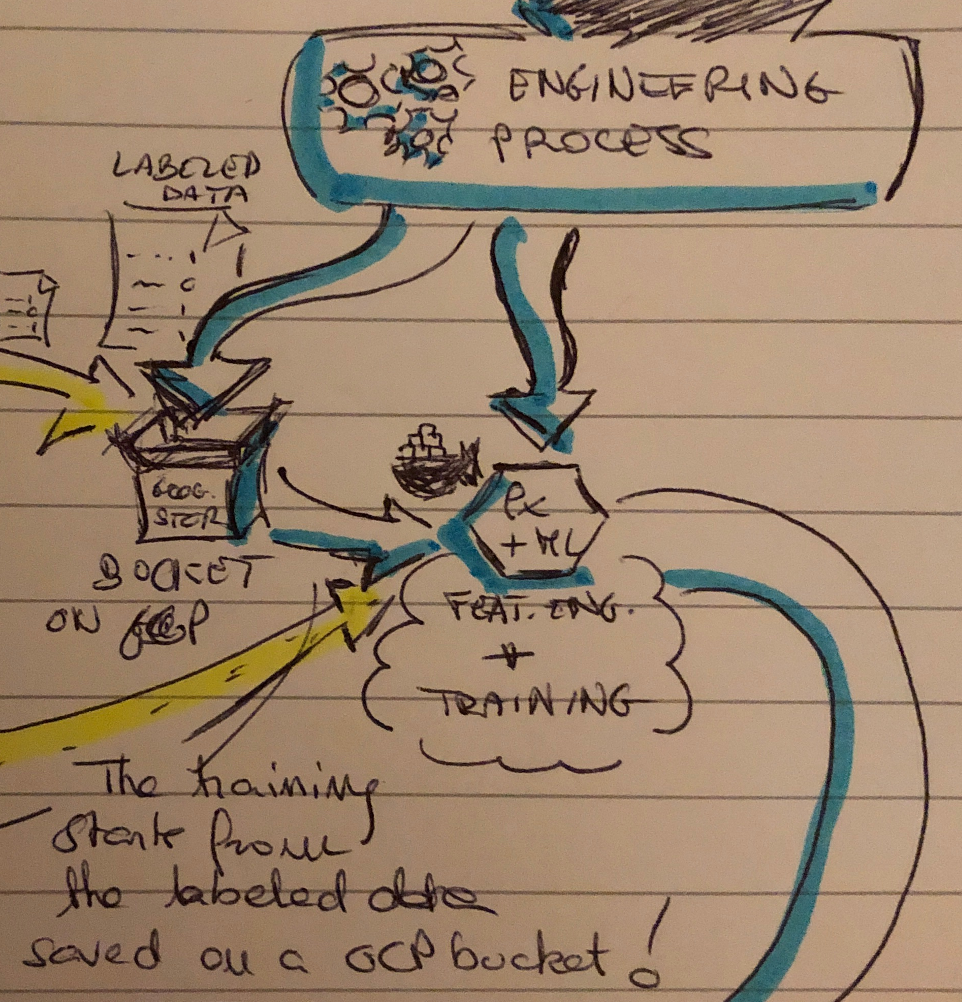 ENGINEERING
PROCESS
LABELED
DATA
GOOG.
STOR
BUCKET
ON GCP
+ ML
FEAT. ENG.
+
TRAINING
The training
starts from
the labeled data
saved on a GCP bucket !